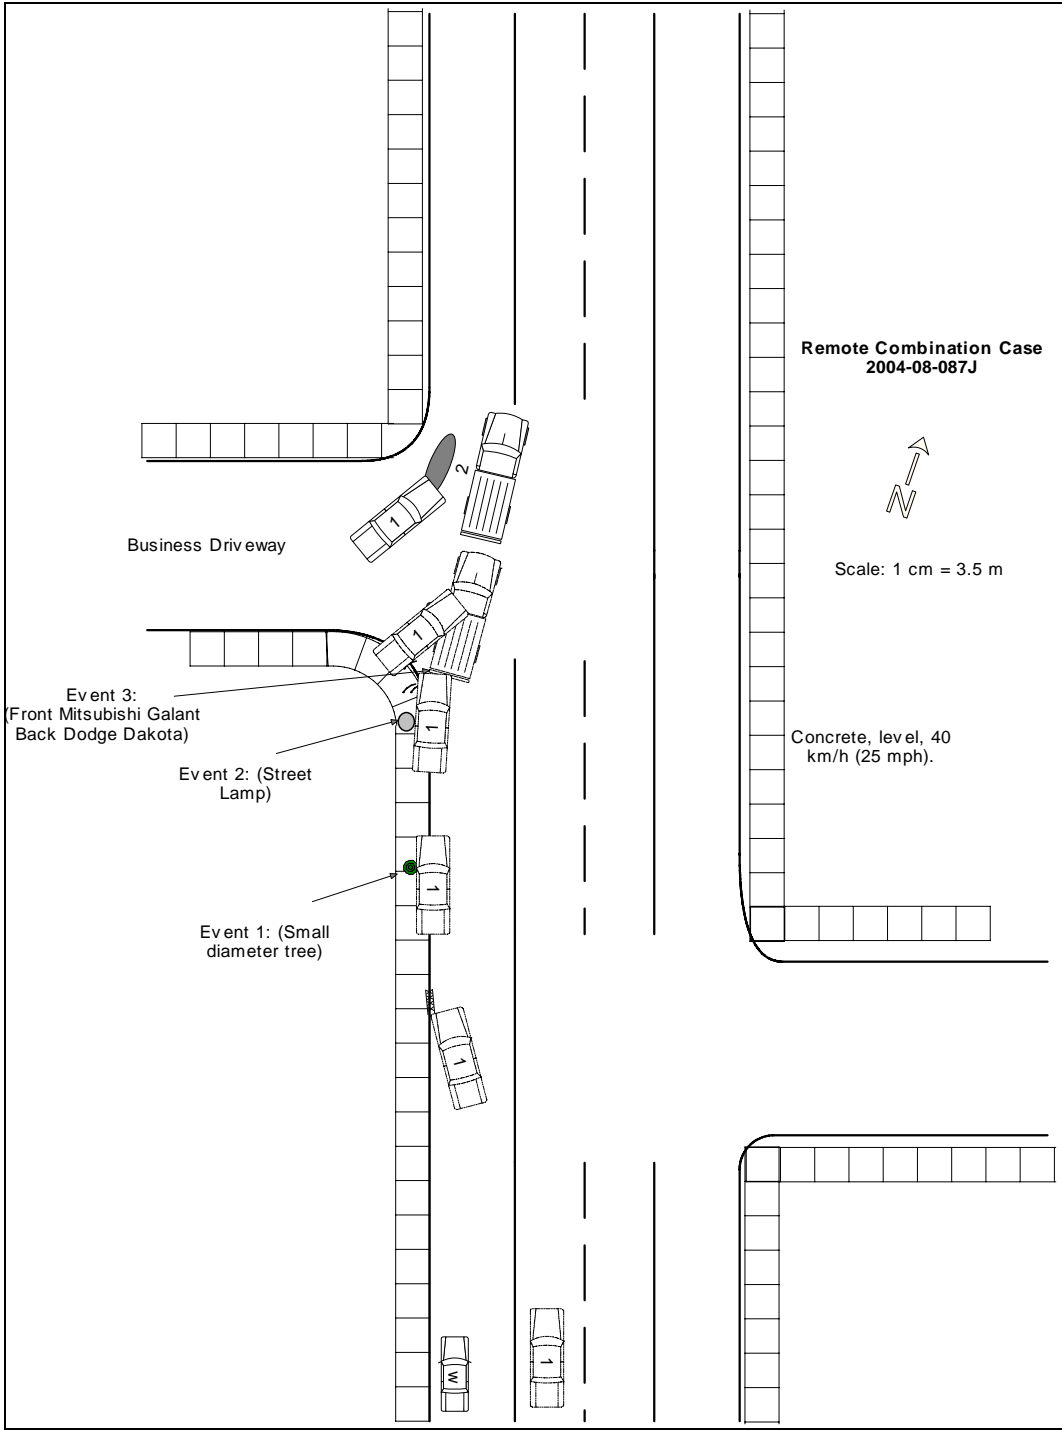 Remote Combination Case
2004-08-087J
N
2
1
Business Driveway
Scale: 1 cm = 3.5 m
1
Event 3:
(Front Mitsubishi Galant
Back Dodge Dakota)
1
Concrete, level, 40
km/h (25 mph).
Event 2: (Street
Lamp)
1
Event 1: (Small
diameter tree)
1
1
W